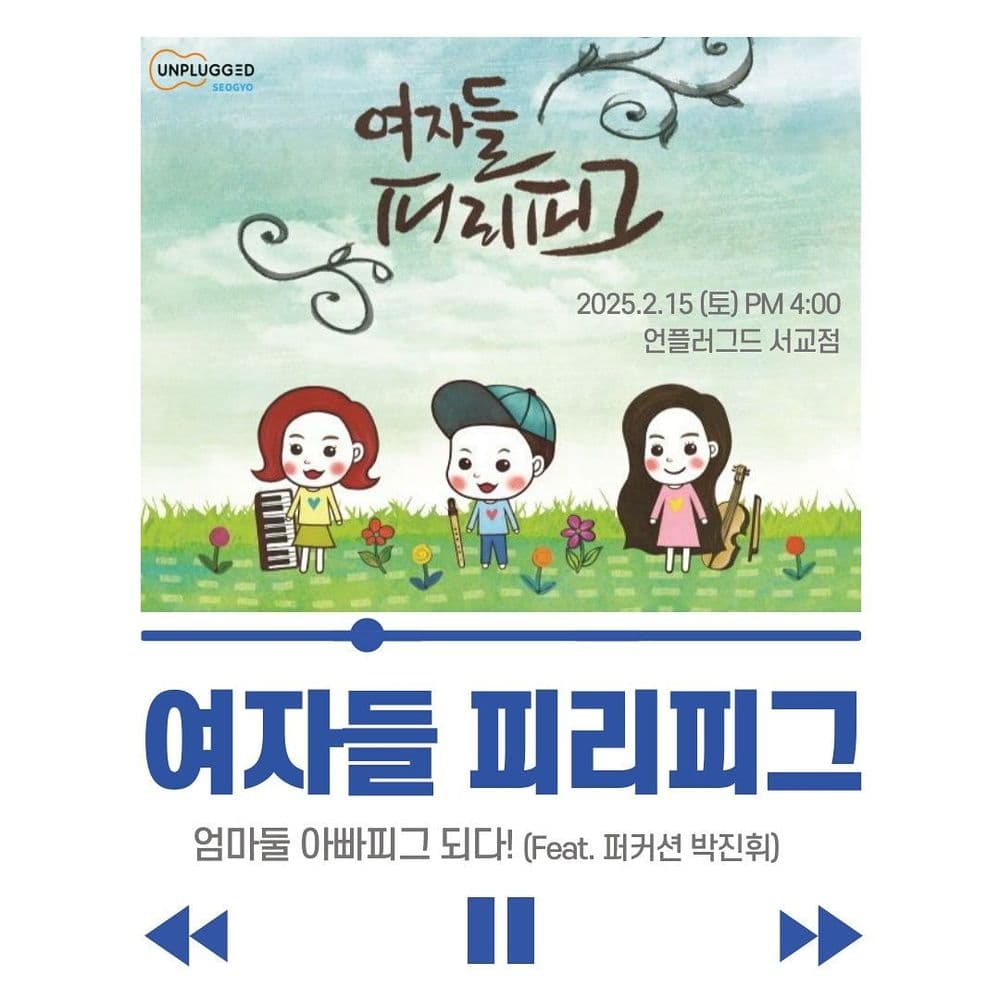 UNPLUGGED
SEOGYO
여자들
피리피그
2025.2.15 (토) PM 4:00
언플러그드 서교점
여자들 피리피그
엄마둘 아빠피그 되다! (Feat. 퍼커션 박진휘)